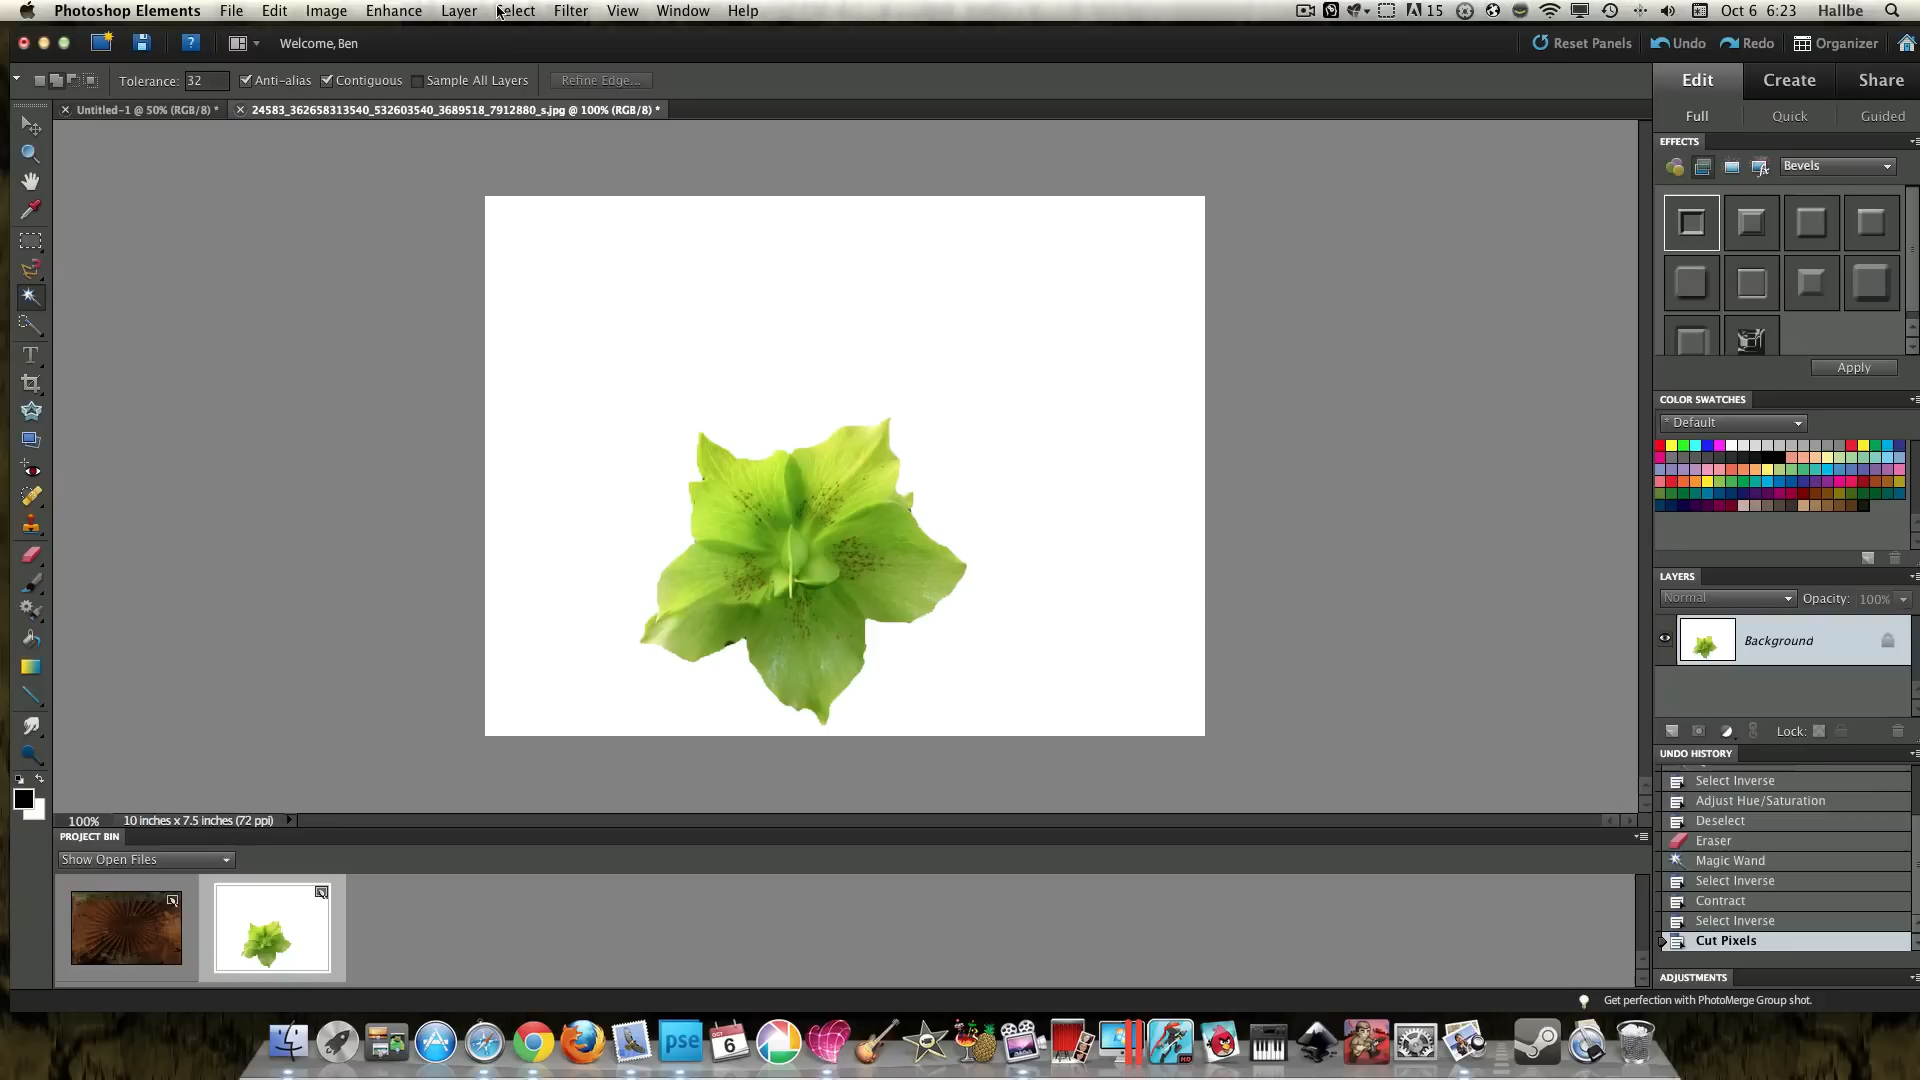 Photoshop Elements File Edit Image Enhance Layer Select Filter View Window Help 15 Oct 6 6:23 Hallbe
Welcome, Ben Reset Panels Undo Redo Organizer
Tolerance: 32 Anti-alias Contiguous Sample All Layers Refine Edge... Edit Create Share
Untitled-1 @ 50% (RGB/8) * 24583_362658313540_532603540_3689518_7912880_s.jpg @ 100% (RGB/8) *
Full Quick Guided
EFFECTS
Bevels
Apply
COLOR SWATCHES
* Default
LAYERS
Normal Opacity: 100%
Background
Lock:
UNDO HISTORY
Select Inverse
Adjust Hue/Saturation
Deselect
Eraser
Magic Wand
Select Inverse
Contract
Select Inverse
Cut Pixels
ADJUSTMENTS
100% 10 inches x 7.5 inches (72 ppi)
PROJECT BIN
Show Open Files
Get perfection with PhotoMerge Group shot.
pse
OCT
6
HD